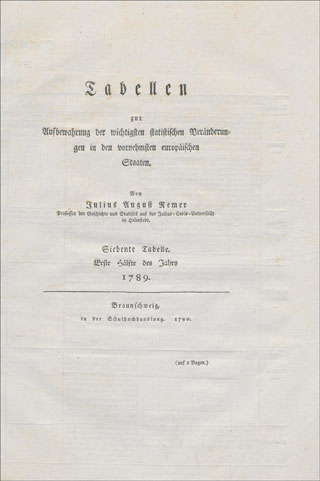 Tabellen
zur
Aufbewahrung der wichtigsten statistischen Veränderun-
gen in den vornehmsten europäischen
Staaten.
Von
Julius August Remer
Professor der Geschichte und Statistik auf der Julius-Carls-Universität
in Helmstedt.
Siebente Tabelle.
Erste Hälfte des Jahrs
1789.
Braunschweig,
in der Schulbuchhandlung. 1790.
(auf 2 Bogen.)